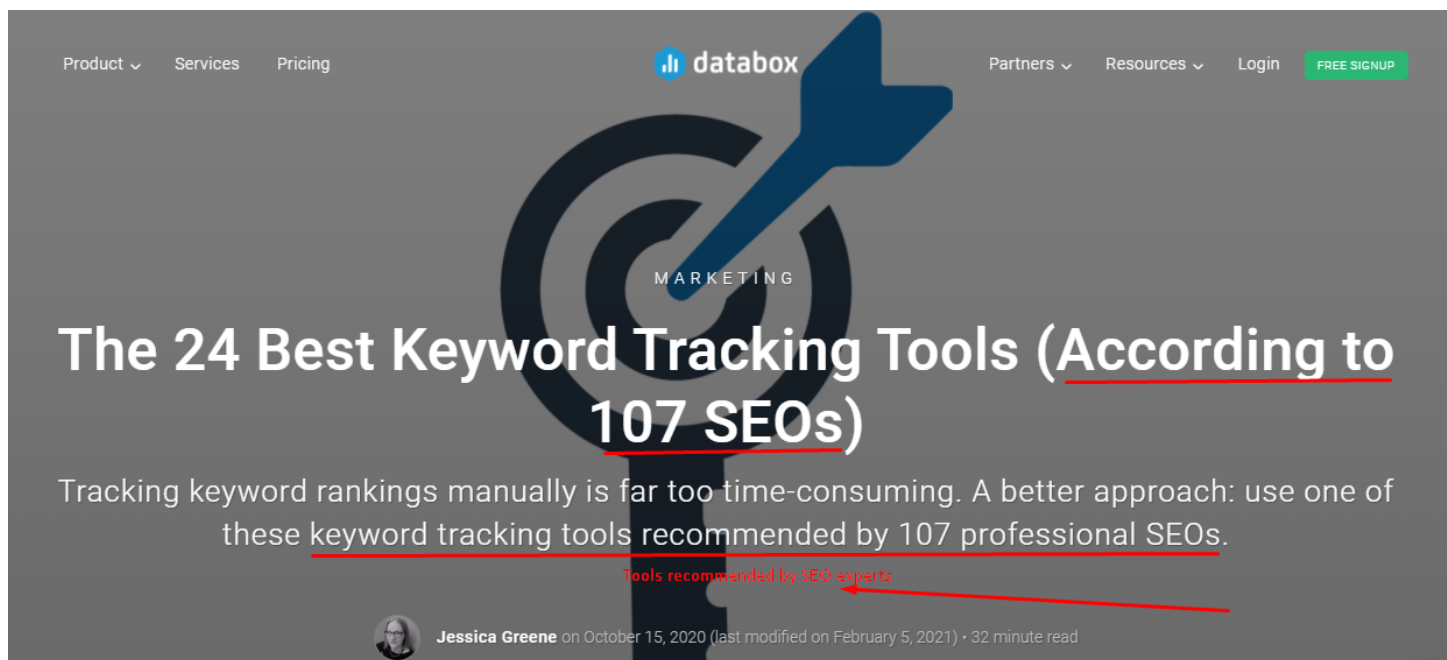 Product Services Pricing databox Partners Resources Login FREE SIGNUP
MARKETING
The 24 Best Keyword Tracking Tools (According to
107 SEOs)
Tracking keyword rankings manually is far too time-consuming. A better approach: use one of
these keyword tracking tools recommended by 107 professional SEOs.
Tools recommended by SEO experts
Jessica Greene on October 15, 2020 (last modified on February 5, 2021) • 32 minute read